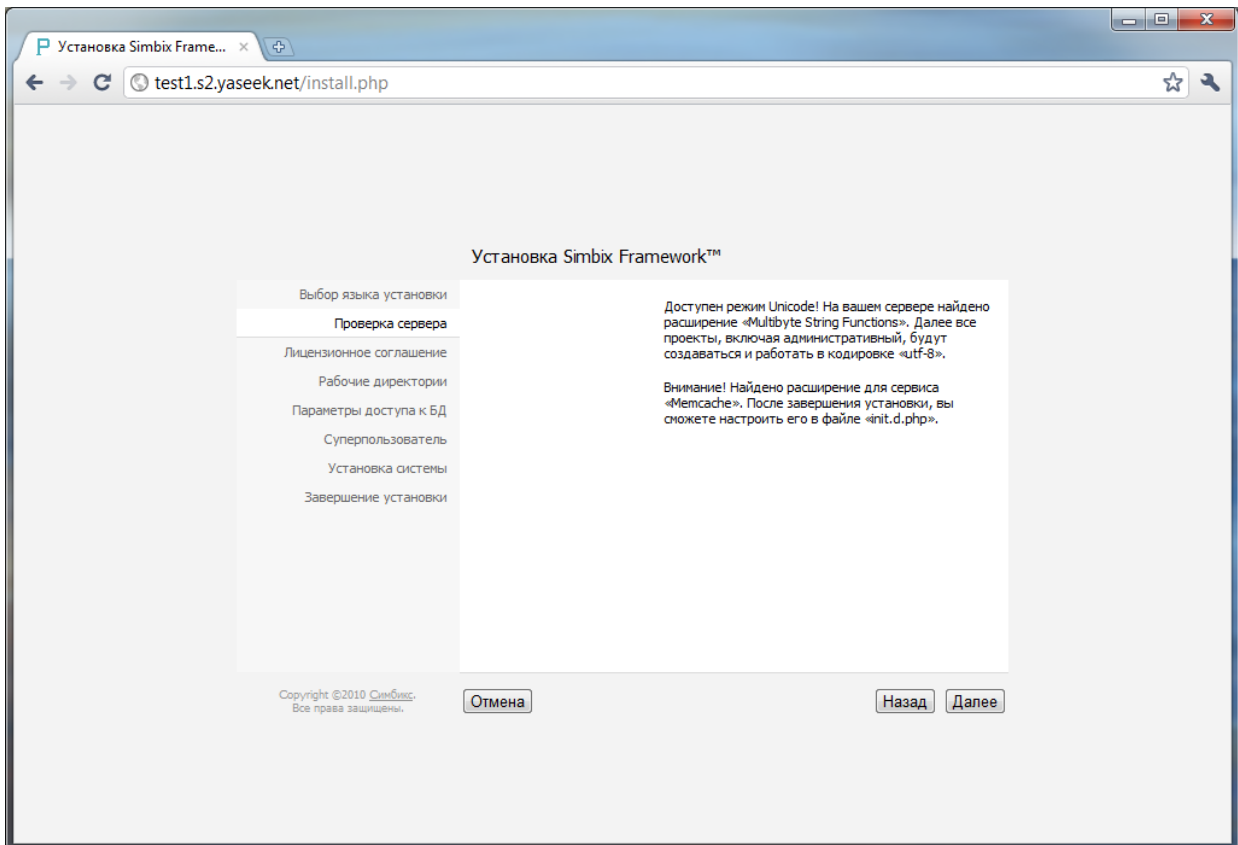 Установка Simbix Frame...
test1.s2.yaseek.net/install.php
Установка Simbix Framework™
Выбор языка установки
Проверка сервера
Лицензионное соглашение
Рабочие директории
Параметры доступа к БД
Суперпользователь
Установка системы
Завершение установки
Доступен режим Unicode! На вашем сервере найдено
расширение «Multibyte String Functions». Далее все
проекты, включая административный, будут
создаваться и работать в кодировке «utf-8».
Внимание! Найдено расширение для сервиса
«Memcache». После завершения установки, вы
сможете настроить его в файле «init.d.php».
Copyright ©2010 Симбикс.
Все права защищены.
Отмена
Назад
Далее